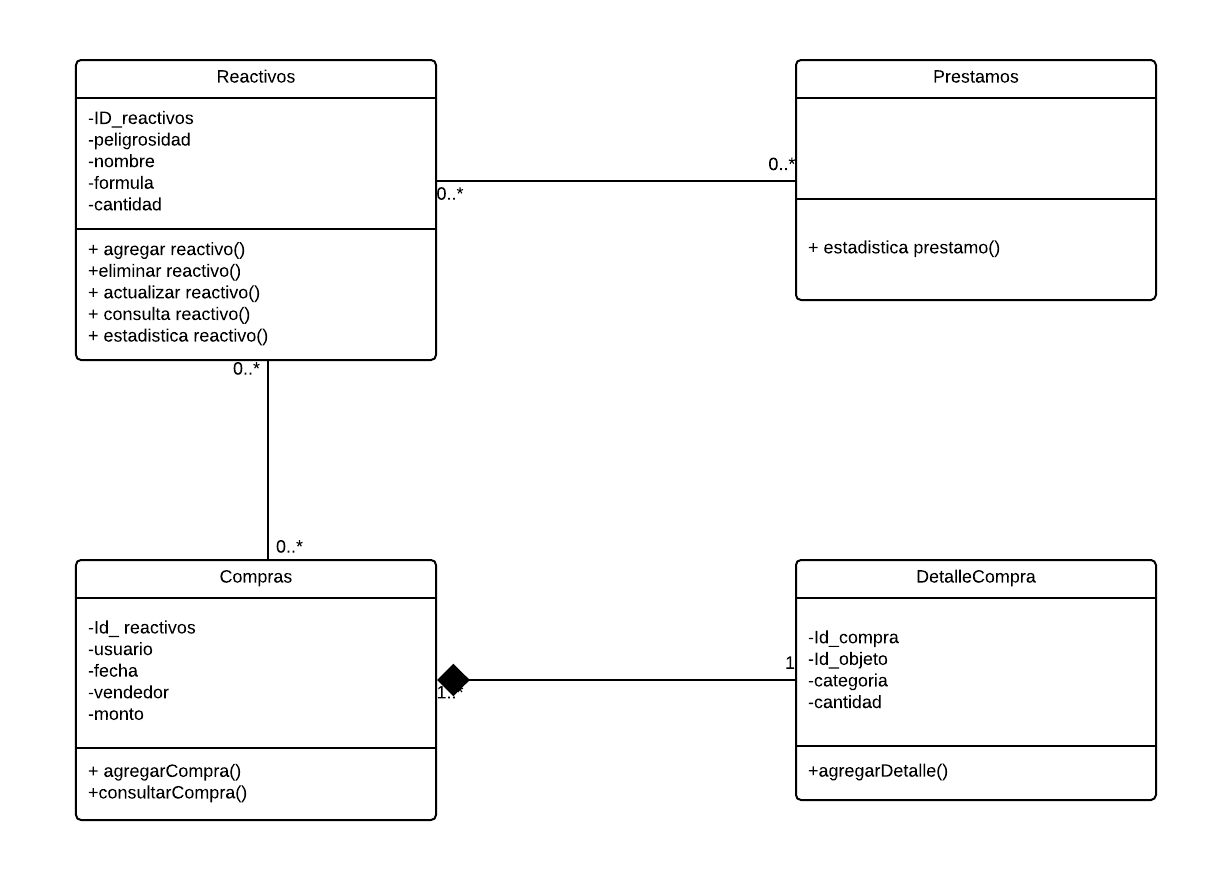 Reactivos
-ID_reactivos
-peligrosidad
-nombre
-formula
-cantidad
+ agregar reactivo()
+eliminar reactivo()
+ actualizar reactivo()
+ consulta reactivo()
+ estadistica reactivo()
0..*
0..*
Prestamos
+ estadistica prestamo()
0..*
0..*
Compras
-Id_ reactivos
-usuario
-fecha
-vendedor
-monto
+ agregarCompra()
+consultarCompra()
1..*
1
DetalleCompra
-Id_compra
-Id_objeto
-categoria
-cantidad
+agregarDetalle()